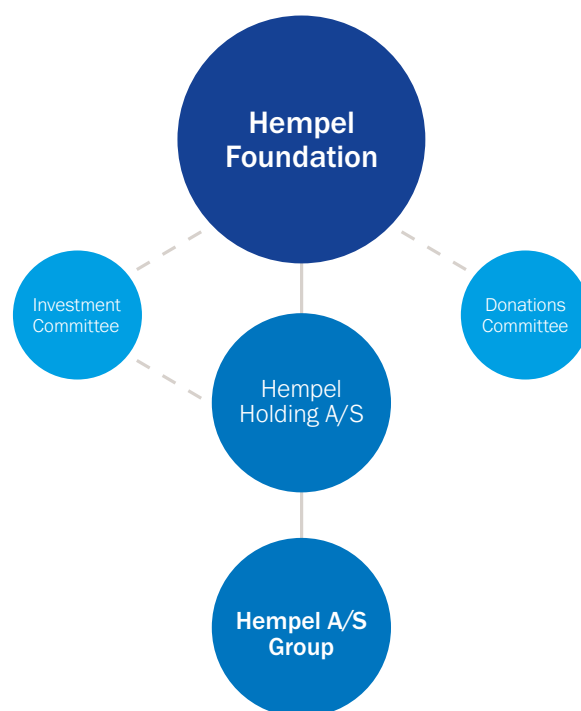 Hempel
Foundation
Investment
Committee
Donations
Committee
Hempel
Holding A/S
Hempel A/S
Group